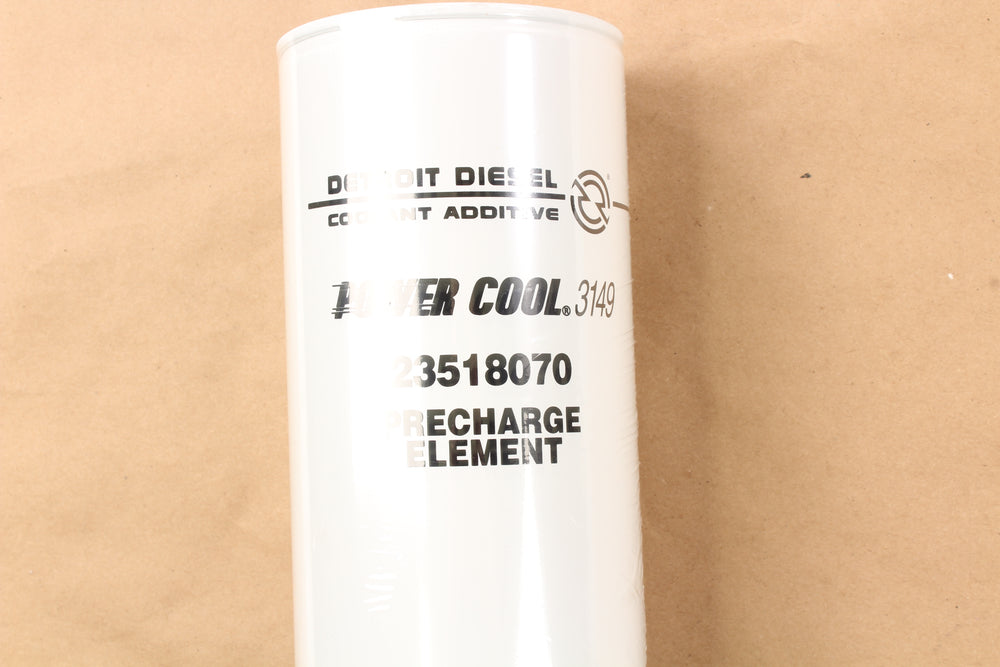 DETROIT DIESEL®
COOLANT ADDITIVE
POWER COOL® 3149
23518070
PRECHARGE
ELEMENT